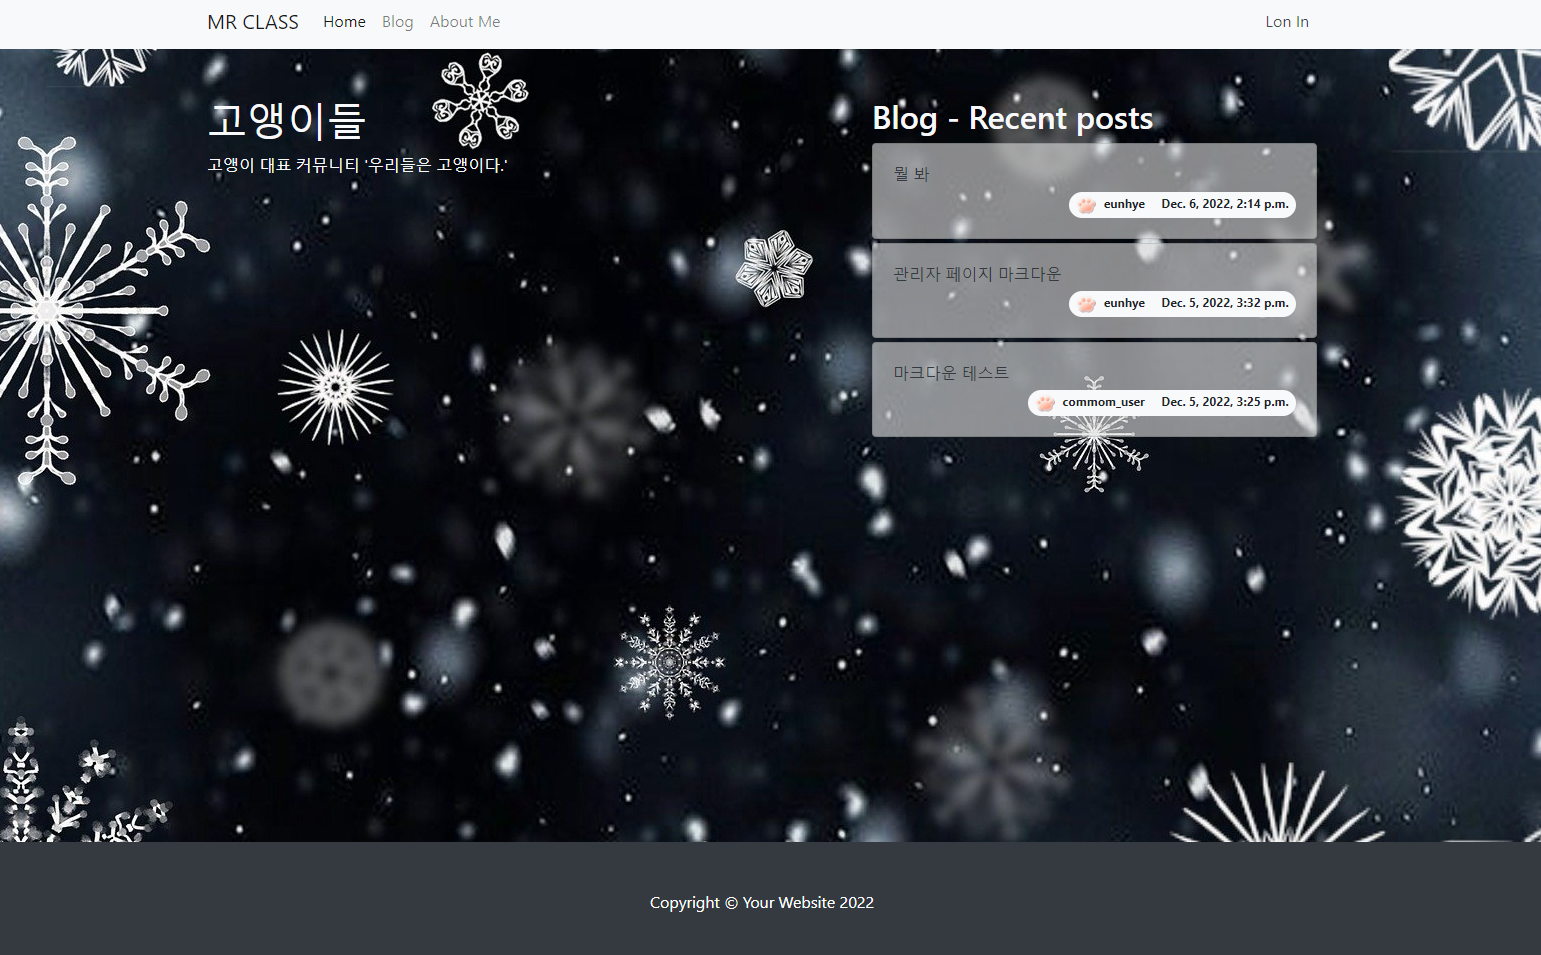 MR CLASS Home Blog About Me Lon In
고앵이들
고앵이 대표 커뮤니티 '우리들은 고앵이다.'
Blog - Recent posts
뭘 봐
eunhye Dec. 6, 2022, 2:14 p.m.
관리자 페이지 마크다운
eunhye Dec. 5, 2022, 3:32 p.m.
마크다운 테스트
commom_user Dec. 5, 2022, 3:25 p.m.
Copyright © Your Website 2022